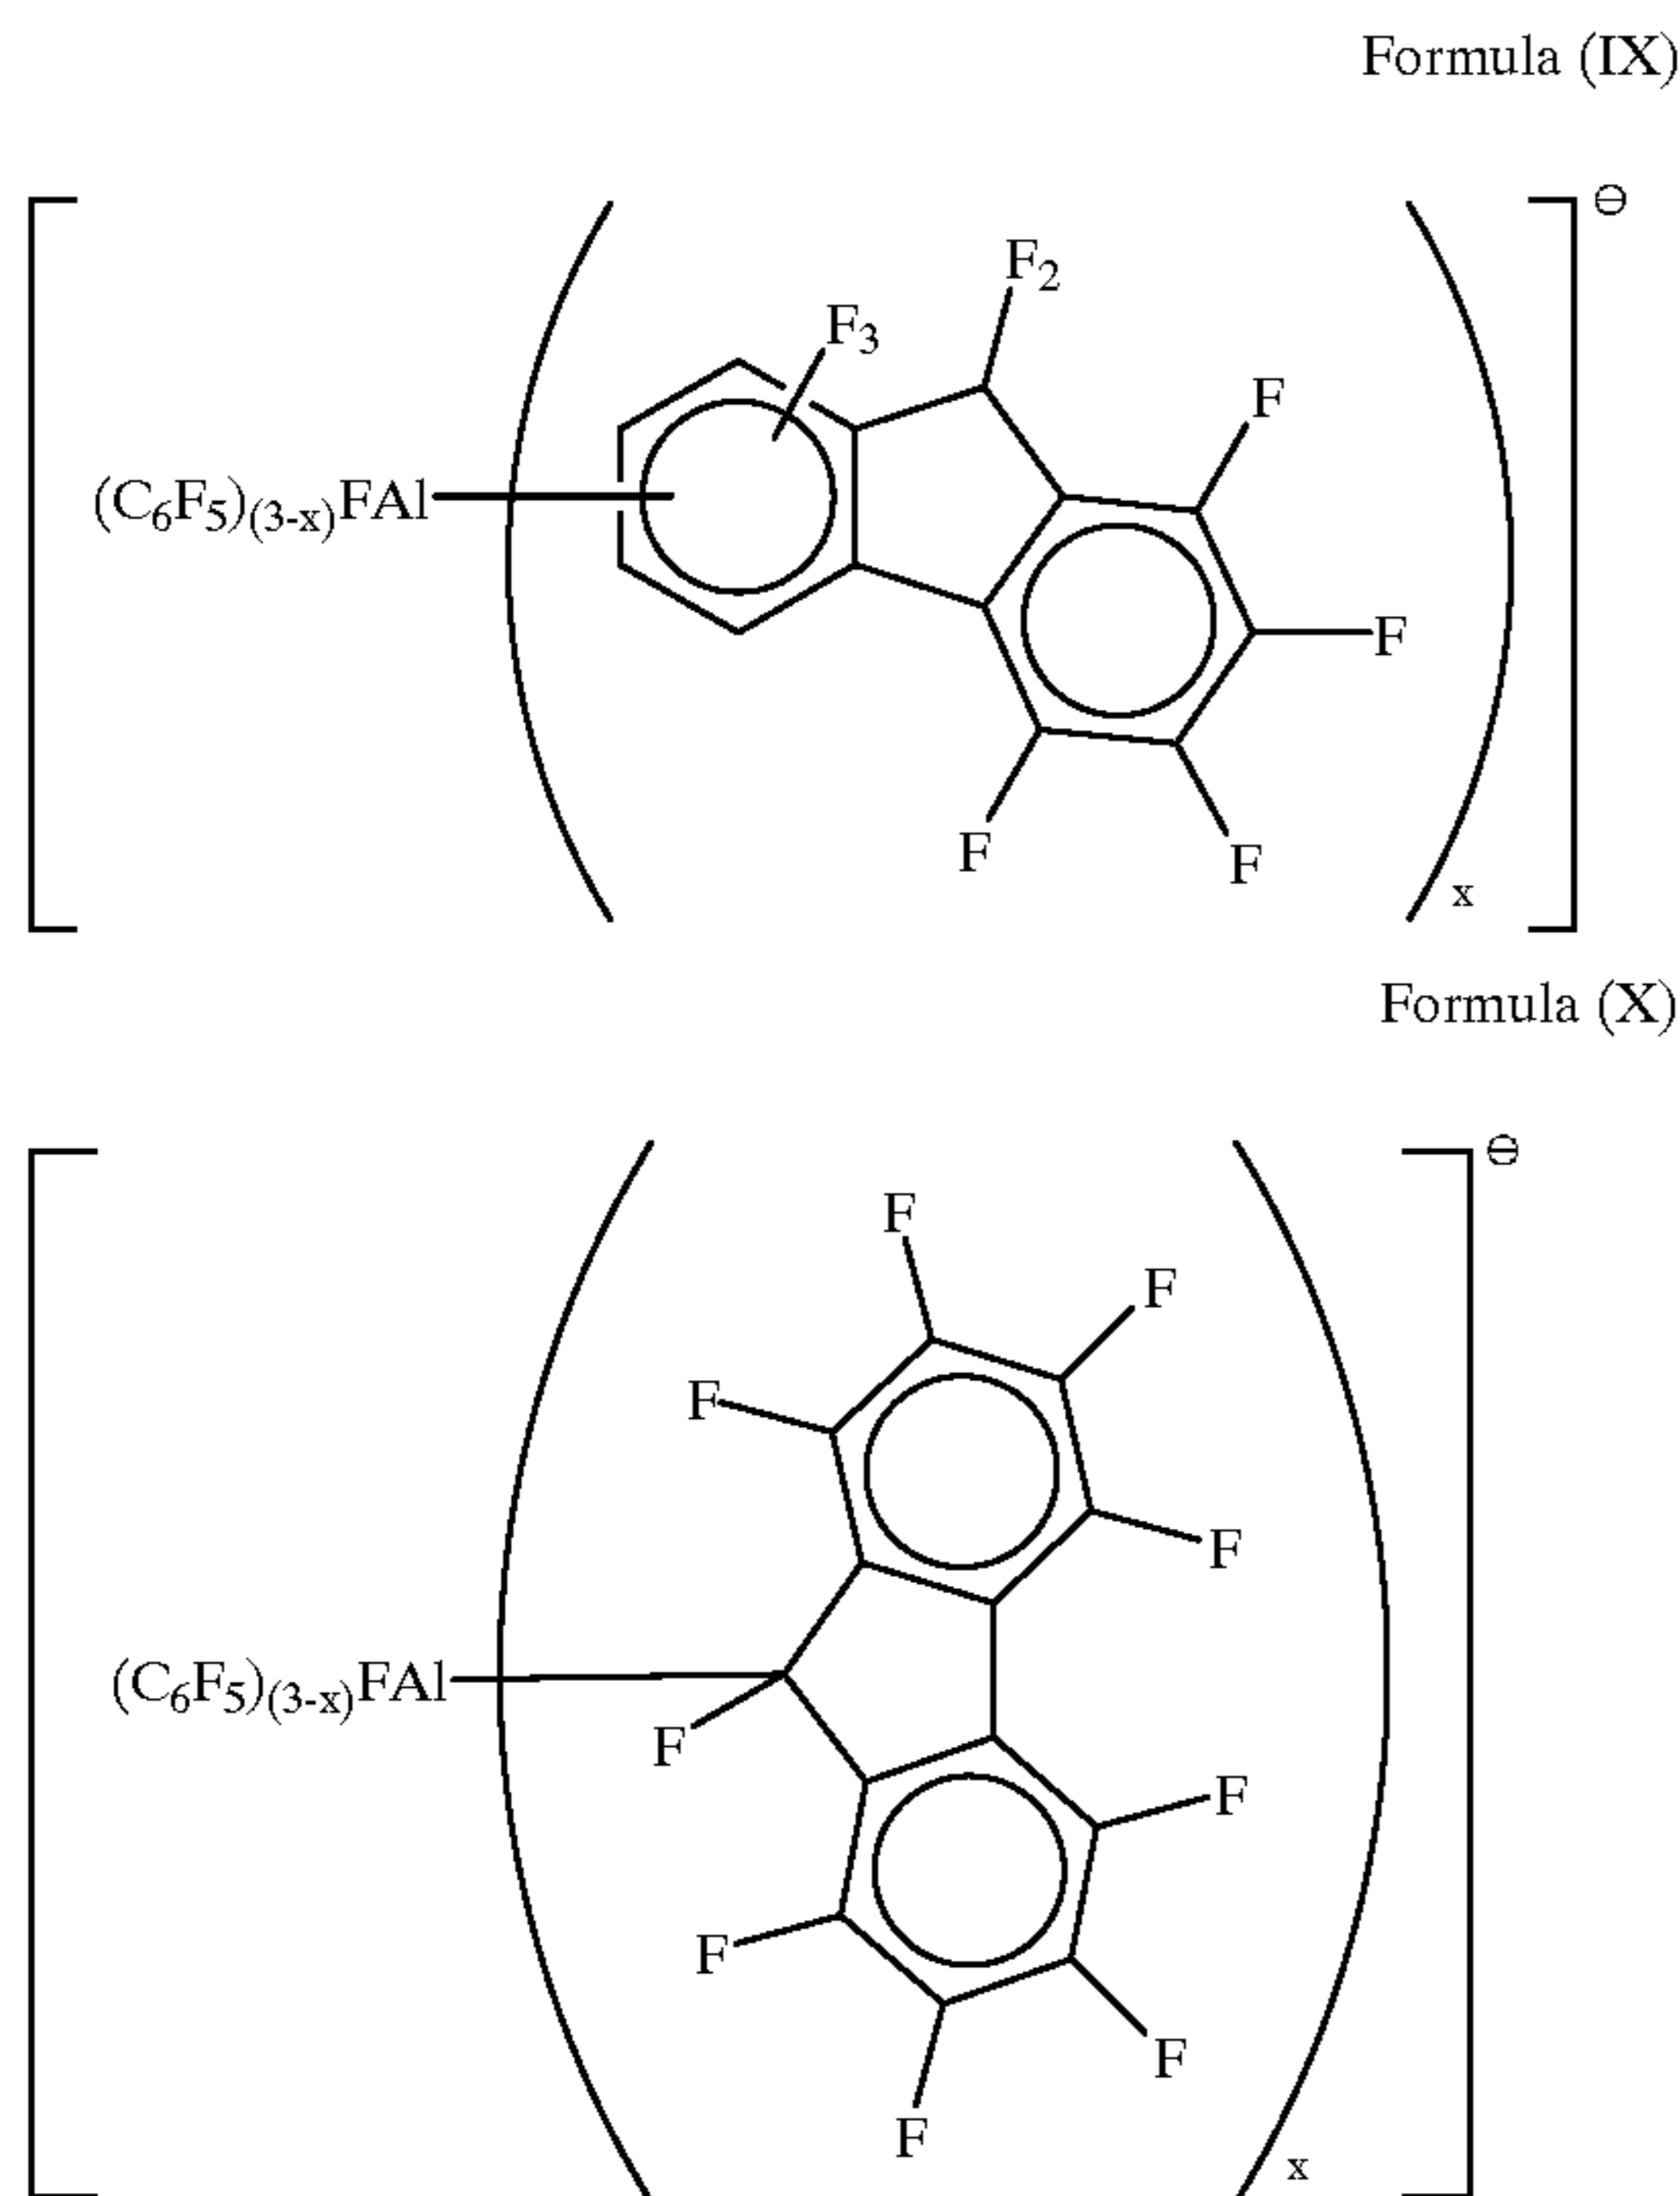 Formula (IX)
⊖
F2
F3
F
(C6F5)(3-x)FAl
F
F
F
x
Formula (X)
⊖
F
F
F
F
(C6F5)(3-x)FAl
F
F
F
F
F
x